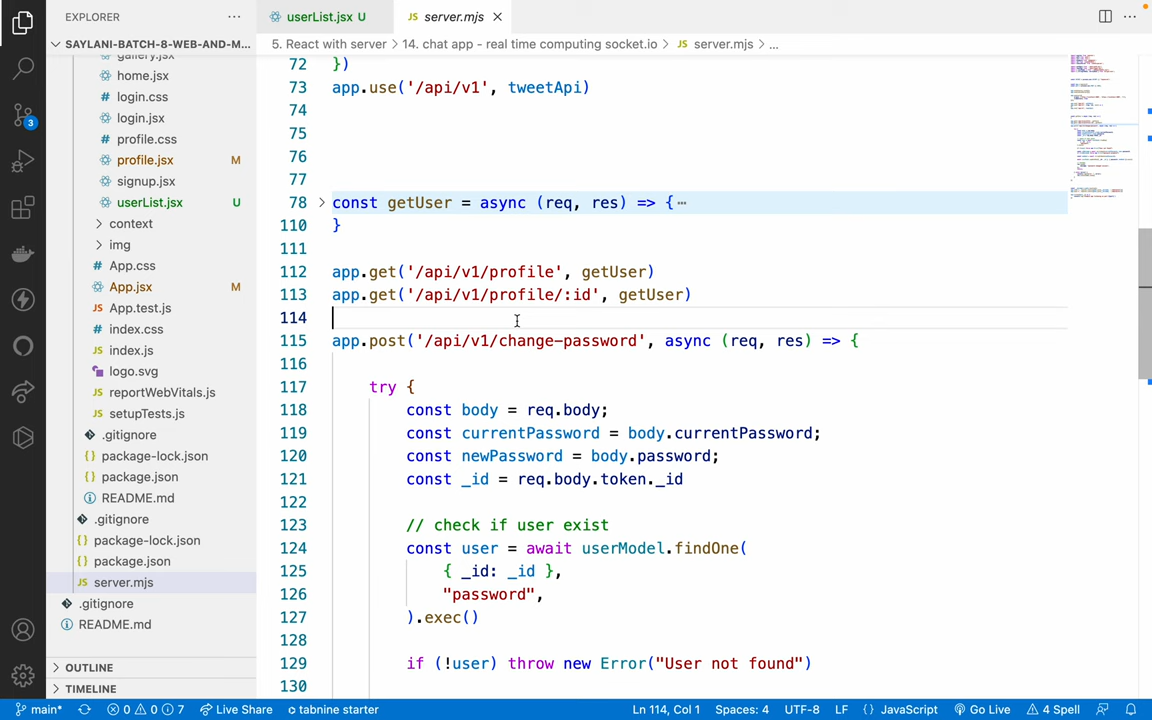 EXPLORER
userList.jsx U
JS server.mjs
SAYLANI-BATCH-8-WEB-AND-M...
5. React with server > 14. chat app - real time computing socket.io > JS server.mjs > ...
gallery.jsx
home.jsx
# login.css
login.jsx
# profile.css
profile.jsx M
signup.jsx
userList.jsx U
context
img
# App.css
App.jsx M
JS App.test.js
# index.css
JS index.js
logo.svg
JS reportWebVitals.js
JS setupTests.js
.gitignore
{} package-lock.json
{} package.json
README.md
.gitignore
{} package-lock.json
{} package.json
JS server.mjs
.gitignore
README.md
OUTLINE
TIMELINE
3
72 })
73 app.use('/api/v1', tweetApi)
74
75
76
77
78 const getUser = async (req, res) => {…
110 }
111
112 app.get('/api/v1/profile', getUser)
113 app.get('/api/v1/profile/:id', getUser)
114
115 app.post('/api/v1/change-password', async (req, res) => {
116
117 try {
118 const body = req.body;
119 const currentPassword = body.currentPassword;
120 const newPassword = body.password;
121 const _id = req.body.token._id
122
123 // check if user exist
124 const user = await userModel.findOne(
125 { _id: _id },
126 "password",
127 ).exec()
128
129 if (!user) throw new Error("User not found")
130
main* 0 0 7 Live Share tabnine starter Ln 114, Col 1 Spaces: 4 UTF-8 LF {} JavaScript Go Live 4 Spell